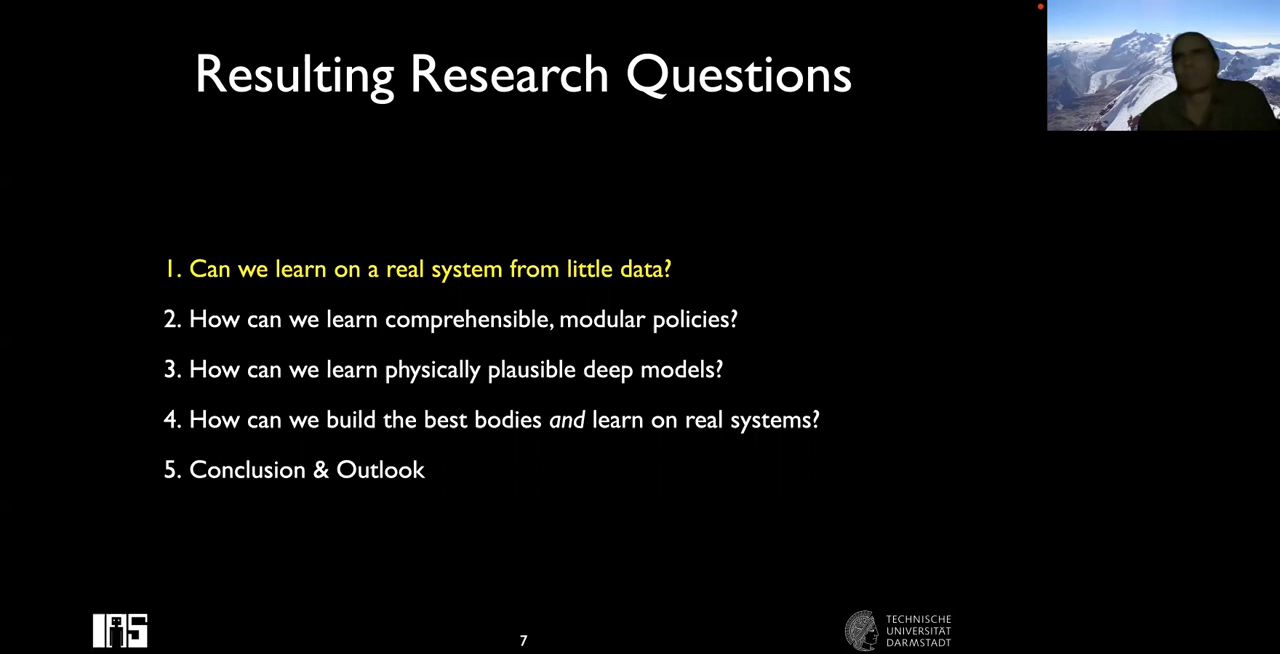 Resulting Research Questions
1. Can we learn on a real system from little data?
2. How can we learn comprehensible, modular policies?
3. How can we learn physically plausible deep models?
4. How can we build the best bodies and learn on real systems?
5. Conclusion & Outlook
IAS
7
TECHNISCHE
UNIVERSITÄT
DARMSTADT